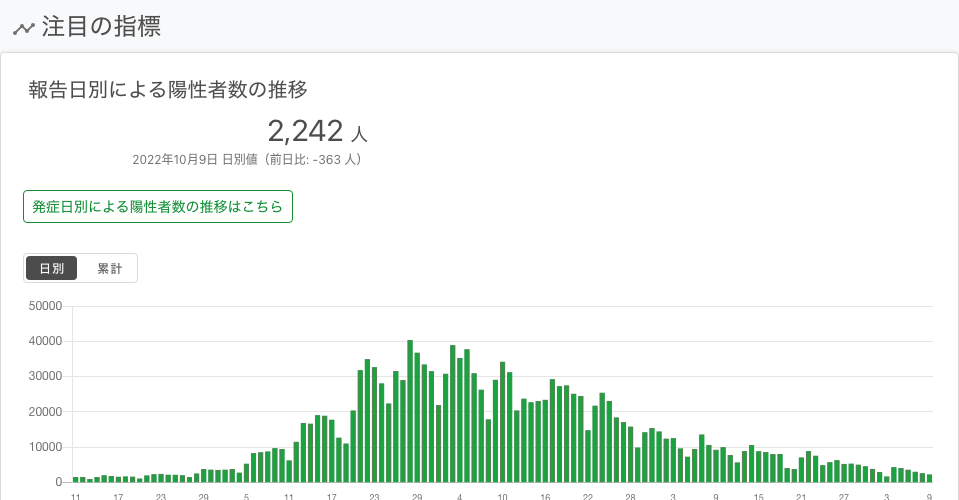 注目の指標
報告日別による陽性者数の推移
2,242 人
2022年10月9日 日別値（前日比: -363 人）
発症日別による陽性者数の推移はこちら
日別 累計
50000
40000
30000
20000
10000
0
11 17 23 29 5 11 17 23 29 4 10 16 22 28 3 9 15 21 27 3 9